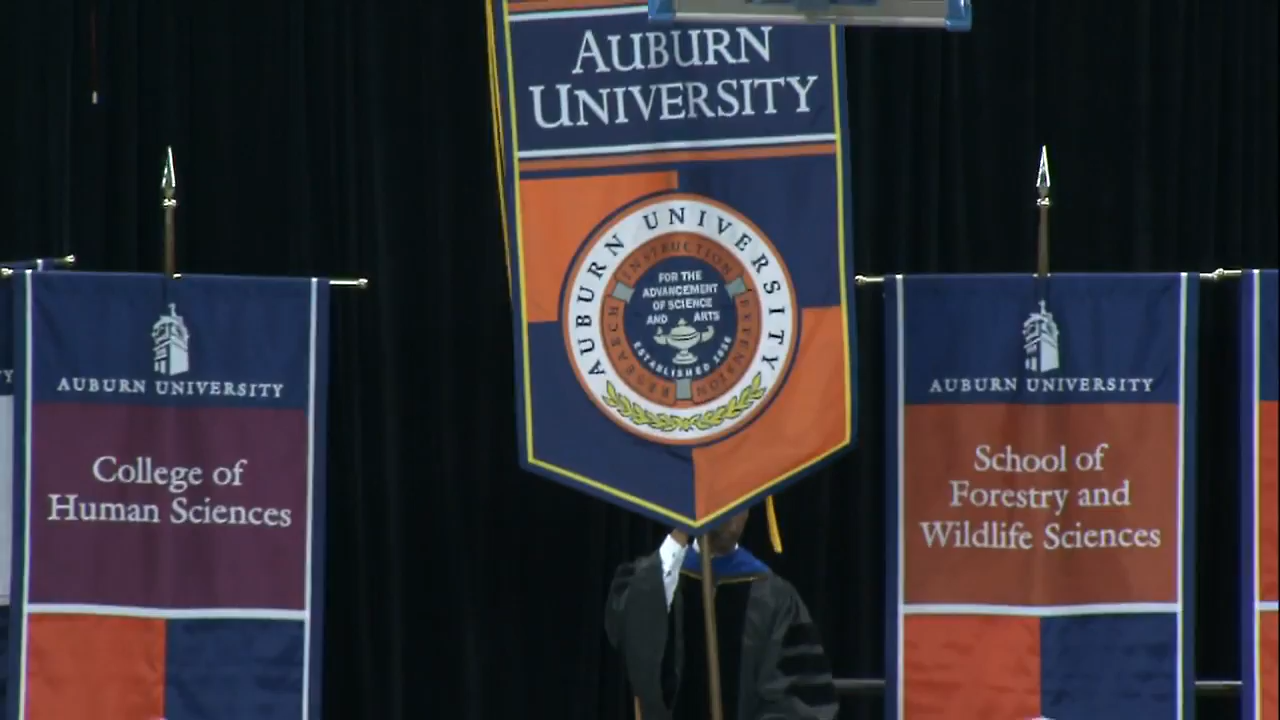 AUBURN
UNIVERSITY
AUBURN UNIVERSITY
INSTRUCTION
RESEARCH
EXTENSION
FOR THE
ADVANCEMENT
OF SCIENCE
AND ARTS
ESTABLISHED 1856
AUBURN UNIVERSITY
College of
Human Sciences
AUBURN UNIVERSITY
School of
Forestry and
Wildlife Sciences